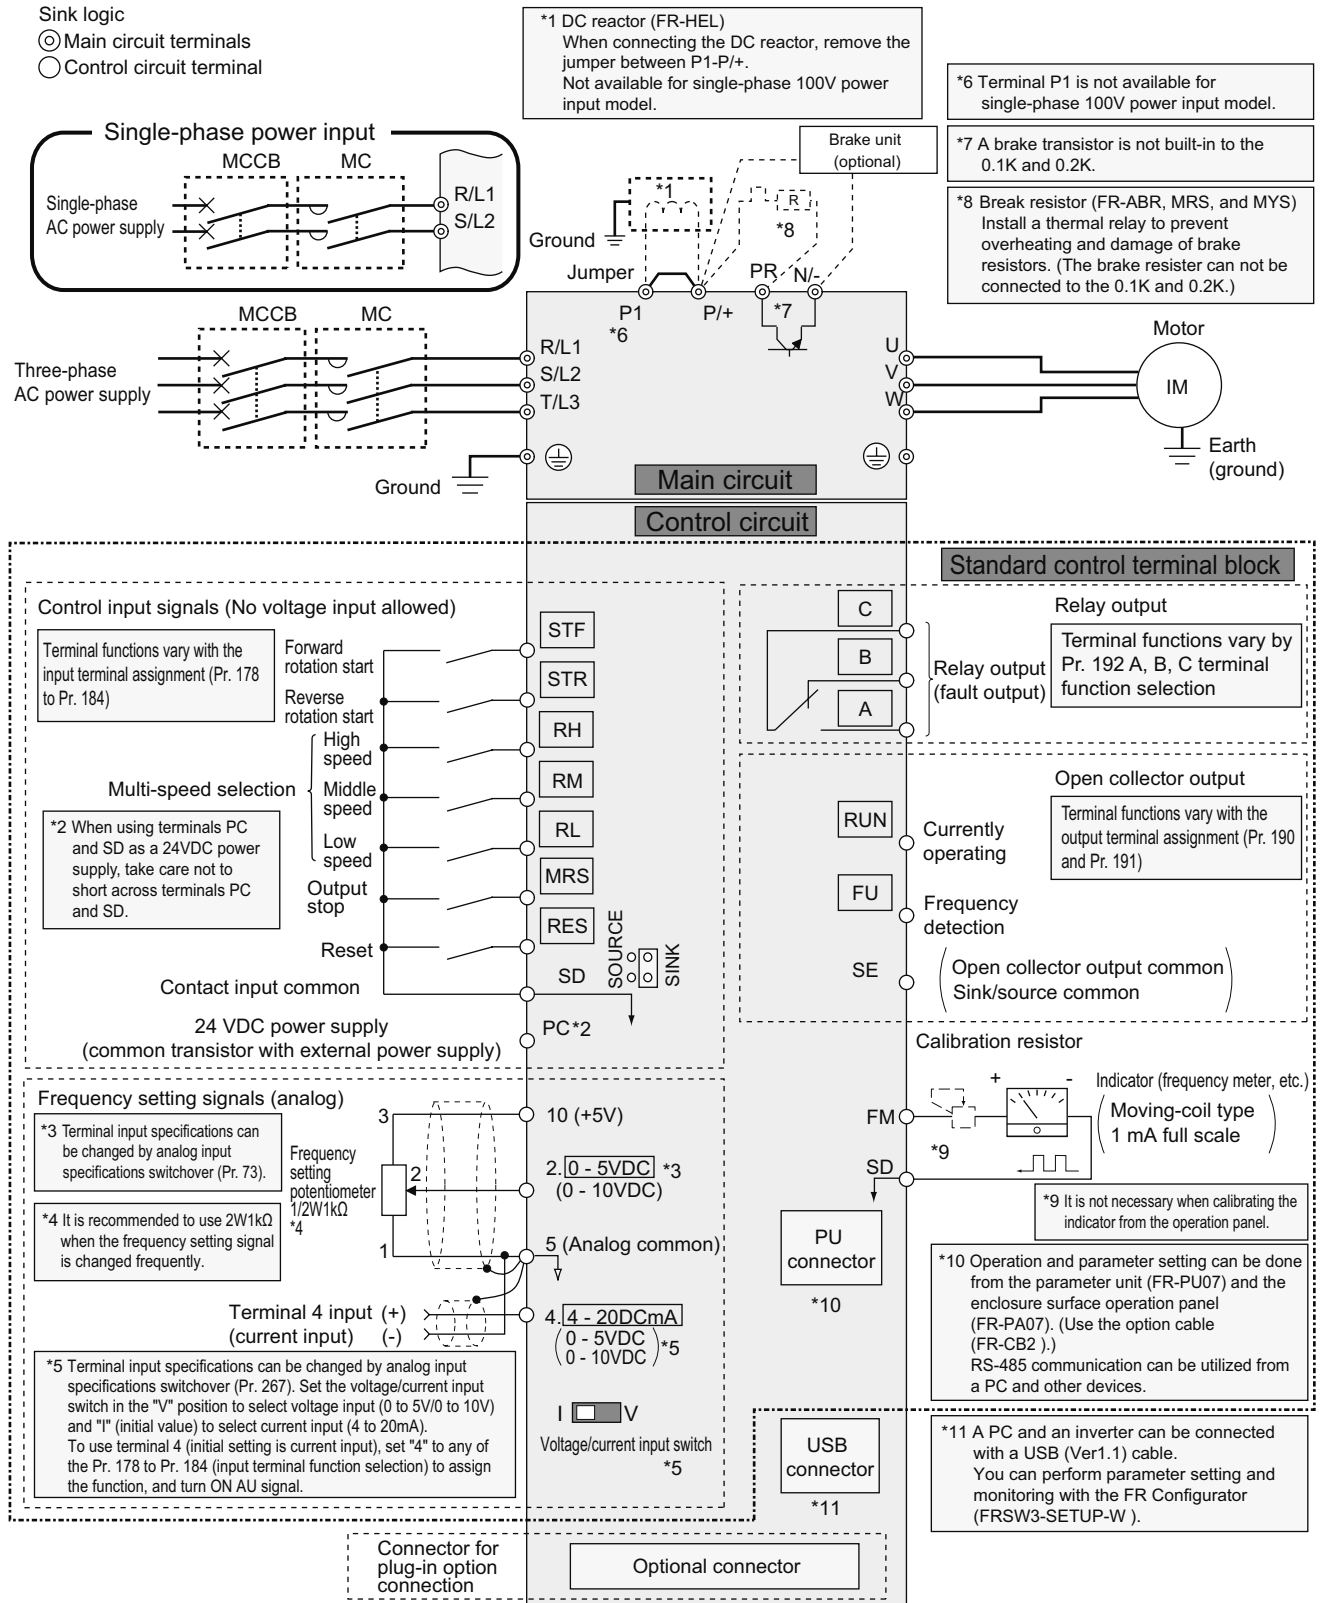 Sink logic
Main circuit terminals
Control circuit terminal
*1 DC reactor (FR-HEL)
When connecting the DC reactor, remove the
jumper between P1-P/+.
Not available for single-phase 100V power
input model.
*6 Terminal P1 is not available for
single-phase 100V power input model.
*7 A brake transistor is not built-in to the
0.1K and 0.2K.
*8 Break resistor (FR-ABR, MRS, and MYS)
Install a thermal relay to prevent
overheating and damage of brake
resistors. (The brake resister can not be
connected to the 0.1K and 0.2K.)
Single-phase power input
MCCB
MC
Single-phase
AC power supply
R/L1
S/L2
Brake unit
(optional)
*1
R
*8
Ground
Jumper
PR
N/-
P1
*6
P/+
*7
MCCB
MC
Three-phase
AC power supply
R/L1
S/L2
T/L3
U
V
W
Motor
IM
Earth
(ground)
Ground
Main circuit
Control circuit
Standard control terminal block
Control input signals (No voltage input allowed)
Terminal functions vary with the
input terminal assignment (Pr. 178
to Pr. 184)
Forward
rotation start
Reverse
rotation start
High
speed
Multi-speed selection
Middle
speed
Low
speed
*2 When using terminals PC
and SD as a 24VDC power
supply, take care not to
short across terminals PC
and SD.
Output
stop
Reset
Contact input common
24 VDC power supply
(common transistor with external power supply)
STF
STR
RH
RM
RL
MRS
RES
SD
SOURCE
SINK
PC*2
C
B
A
Relay output
Relay output
(fault output)
Terminal functions vary by
Pr. 192 A, B, C terminal
function selection
Open collector output
Terminal functions vary with the
output terminal assignment (Pr. 190
and Pr. 191)
RUN
Currently
operating
FU
Frequency
detection
SE
Open collector output common
Sink/source common
Calibration resistor
Frequency setting signals (analog)
*3 Terminal input specifications can
be changed by analog input
specifications switchover (Pr. 73).
*4 It is recommended to use 2W1kΩ
when the frequency setting signal
is changed frequently.
Frequency
setting
potentiometer
1/2W1kΩ
*4
3
2
1
10 (+5V)
2. 0 - 5VDC *3
(0 - 10VDC)
5 (Analog common)
Terminal 4 input (+)
(current input) (-)
4. 4 - 20DCmA
0 - 5VDC
0 - 10VDC
*5
*5 Terminal input specifications can be changed by analog input
specifications switchover (Pr. 267). Set the voltage/current input
switch in the "V" position to select voltage input (0 to 5V/0 to 10V)
and "I" (initial value) to select current input (4 to 20mA).
To use terminal 4 (initial setting is current input), set "4" to any of
the Pr. 178 to Pr. 184 (input terminal function selection) to assign
the function, and turn ON AU signal.
I V
Voltage/current input switch
*5
FM
+ -
*9
Indicator (frequency meter, etc.)
Moving-coil type
1 mA full scale
SD
*9 It is not necessary when calibrating the
indicator from the operation panel.
PU
connector
*10
*10 Operation and parameter setting can be done
from the parameter unit (FR-PU07) and the
enclosure surface operation panel
(FR-PA07). (Use the option cable
(FR-CB2 ).)
RS-485 communication can be utilized from
a PC and other devices.
USB
connector
*11
*11 A PC and an inverter can be connected
with a USB (Ver1.1) cable.
You can perform parameter setting and
monitoring with the FR Configurator
(FRSW3-SETUP-W ).
Connector for
plug-in option
connection
Optional connector